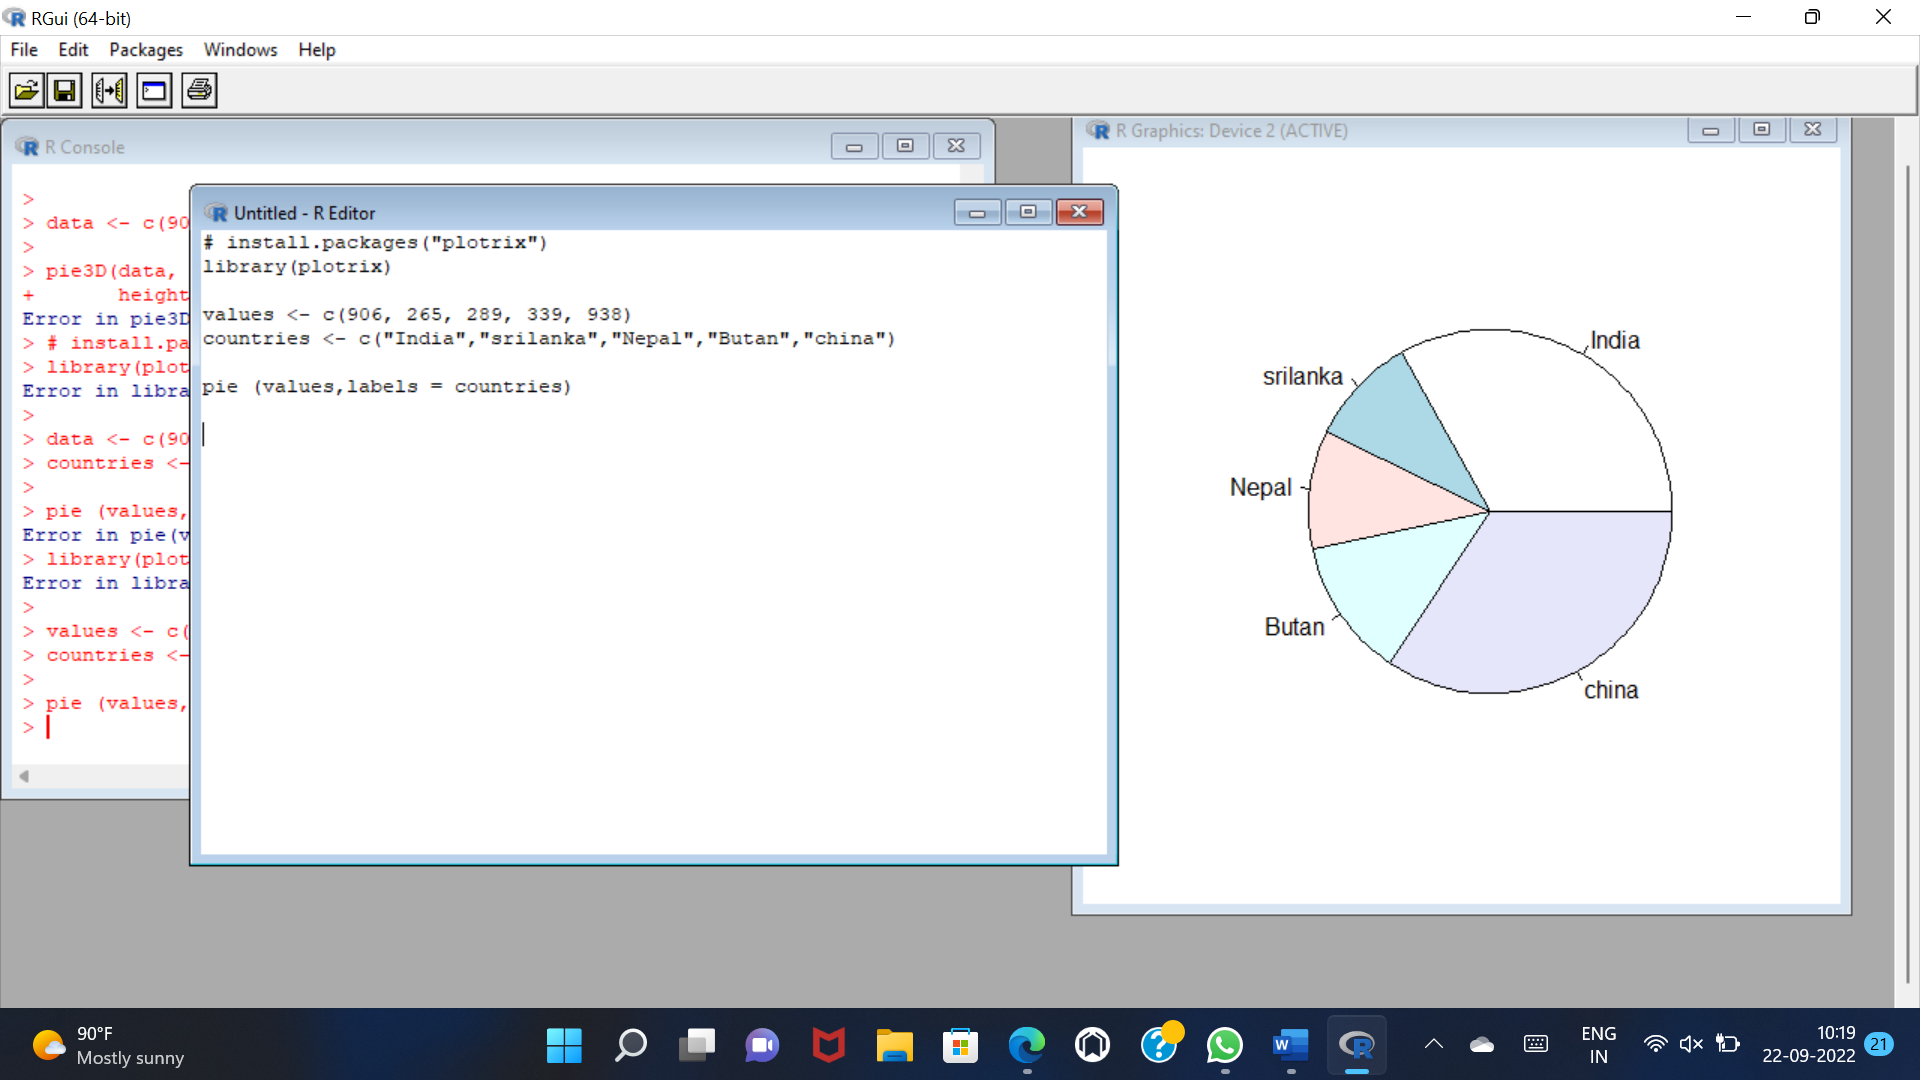 RGui (64-bit)
File Edit Packages Windows Help
R Console
>
> data <- c(90
>
> pie3D(data,
+ height
Error in pie3D
> # install.pa
> library(plot
Error in libra
>
> data <- c(90
> countries <-
>
> pie (values,
Error in pie(v
> library(plot
Error in libra
>
> values <- c(
> countries <-
>
> pie (values,
>
Untitled - R Editor
# install.packages("plotrix")
library(plotrix)
values <- c(906, 265, 289, 339, 938)
countries <- c("India","srilanka","Nepal","Butan","china")
pie (values,labels = countries)
R Graphics: Device 2 (ACTIVE)
India
srilanka
Nepal
Butan
china
90°F
Mostly sunny
ENG
IN
10:19
22-09-2022
21